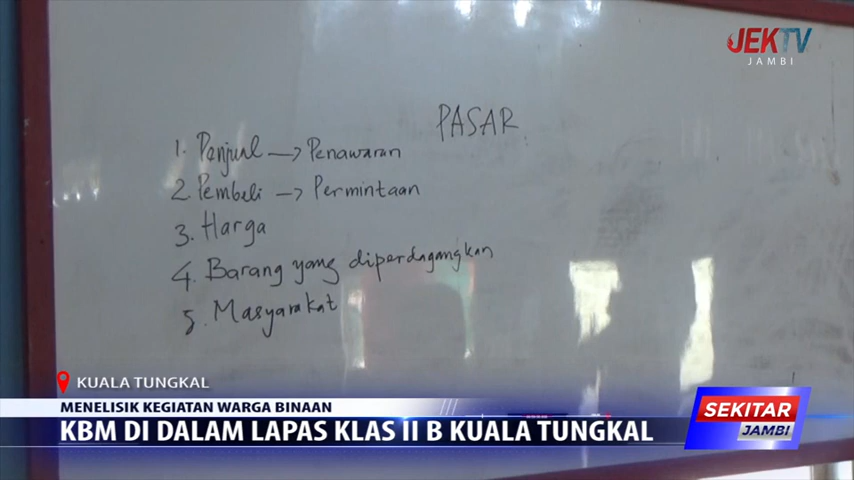 JEKTV
JAMBI
PASAR
1. Penjual → Penawaran
2. Pembeli → Permintaan
3. Harga
4. Barang yang diperdagangkan
5. Masyarakat
KUALA TUNGKAL
MENELISIK KEGIATAN WARGA BINAAN
KBM DI DALAM LAPAS KLAS II B KUALA TUNGKAL
SEKITAR
JAMBI